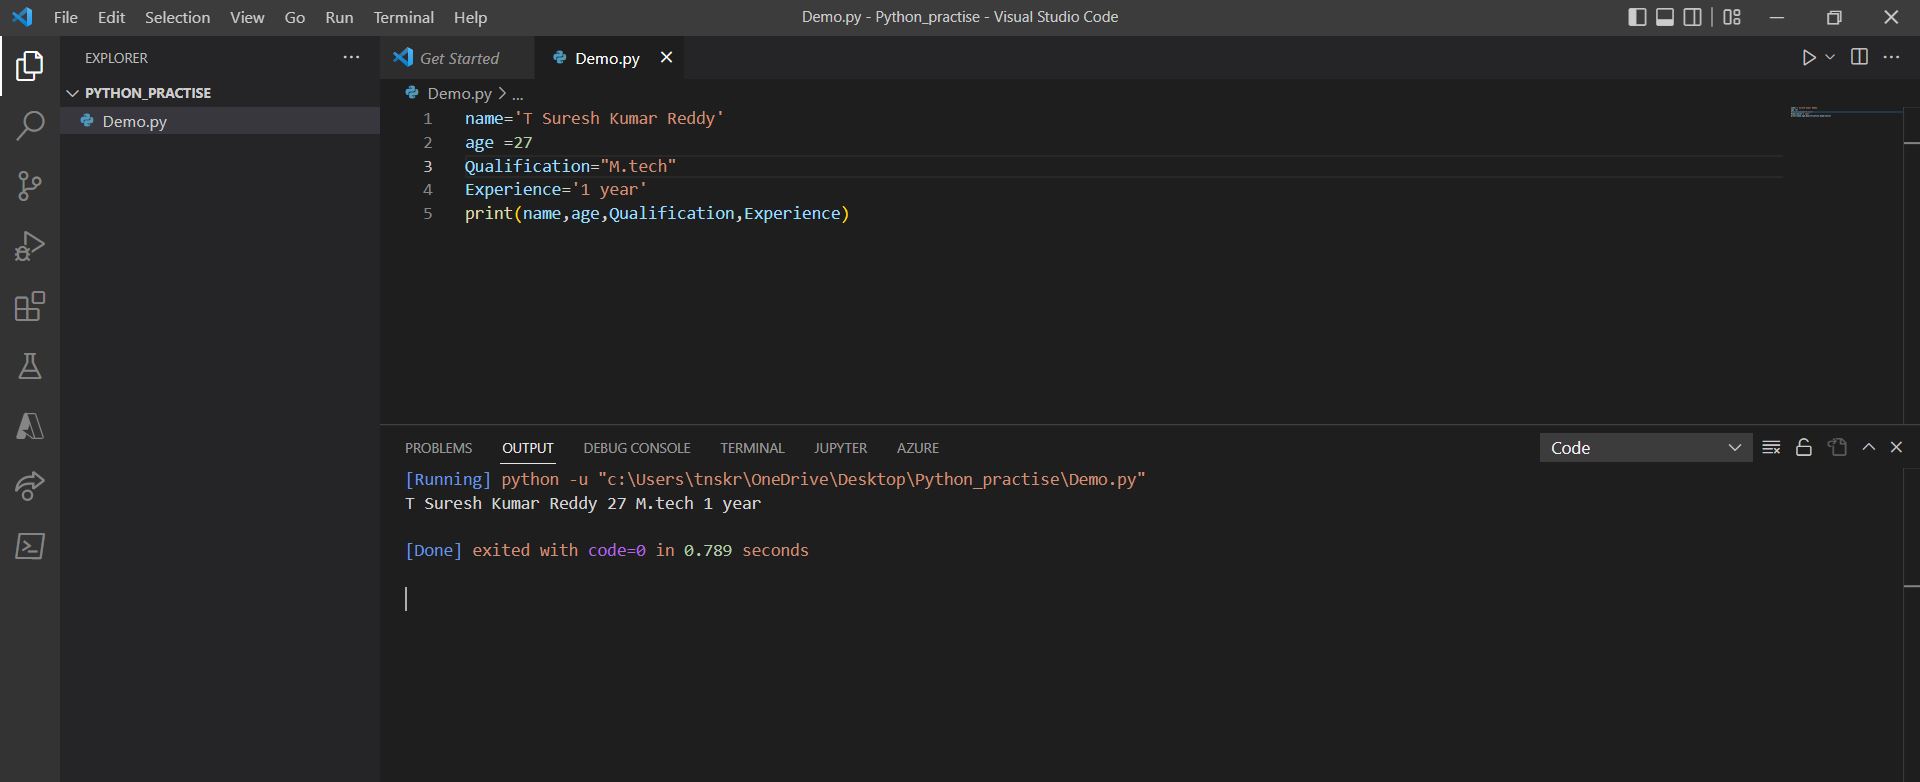 File Edit Selection View Go Run Terminal Help
Demo.py - Python_practise - Visual Studio Code
EXPLORER
PYTHON_PRACTISE
Demo.py
Get Started
Demo.py
Demo.py > ...
1 name='T Suresh Kumar Reddy'
2 age =27
3 Qualification="M.tech"
4 Experience='1 year'
5 print(name,age,Qualification,Experience)
PROBLEMS OUTPUT DEBUG CONSOLE TERMINAL JUPYTER AZURE
Code
[Running] python -u "c:\Users\tnskr\OneDrive\Desktop\Python_practise\Demo.py"
T Suresh Kumar Reddy 27 M.tech 1 year
[Done] exited with code=0 in 0.789 seconds